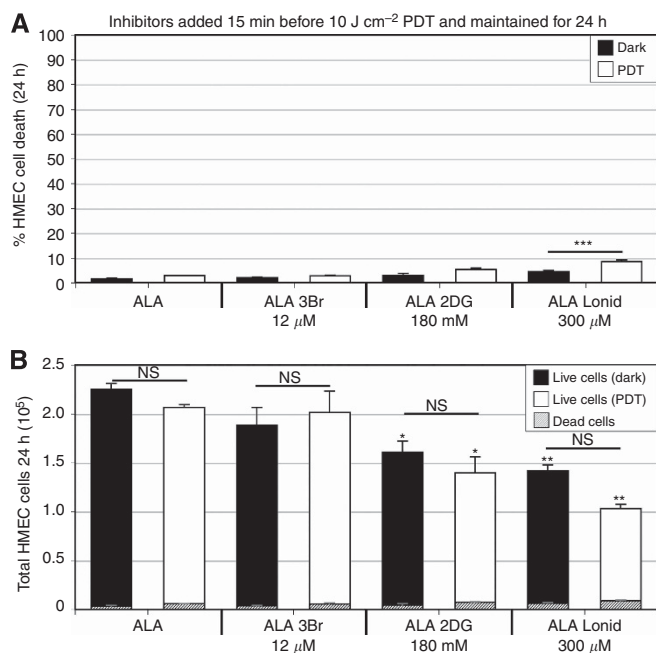 A
Inhibitors added 15 min before 10 J cm⁻² PDT and maintained for 24 h
% HMEC cell death (24 h)
100
90
80
70
60
50
40
30
20
10
0
Dark
PDT
***
ALA
ALA 3Br
12 μM
ALA 2DG
180 mM
ALA Lonid
300 μM
B
Total HMEC cells 24 h (10⁵)
2.5
2.0
1.5
1.0
0.5
0
Live cells (dark)
Live cells (PDT)
Dead cells
NS
NS
NS
NS
*
*
**
**
ALA
ALA 3Br
12 μM
ALA 2DG
180 mM
ALA Lonid
300 μM